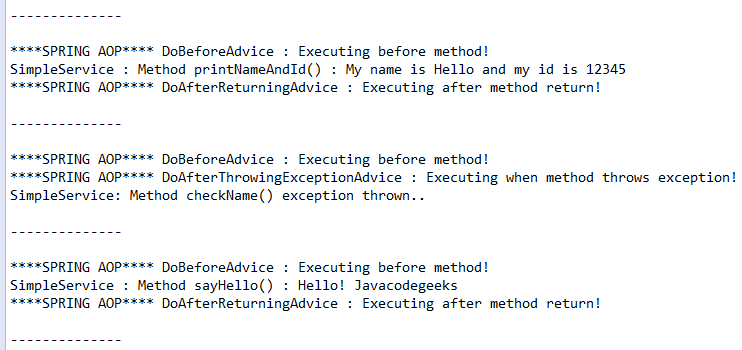 --------------
****SPRING AOP**** DoBeforeAdvice : Executing before method!
SimpleService : Method printNameAndId() : My name is Hello and my id is 12345
****SPRING AOP**** DoAfterReturningAdvice : Executing after method return!
--------------
****SPRING AOP**** DoBeforeAdvice : Executing before method!
****SPRING AOP**** DoAfterThrowingExceptionAdvice : Executing when method throws exception!
SimpleService: Method checkName() exception thrown..
--------------
****SPRING AOP**** DoBeforeAdvice : Executing before method!
SimpleService : Method sayHello() : Hello! Javacodegeeks
****SPRING AOP**** DoAfterReturningAdvice : Executing after method return!
--------------